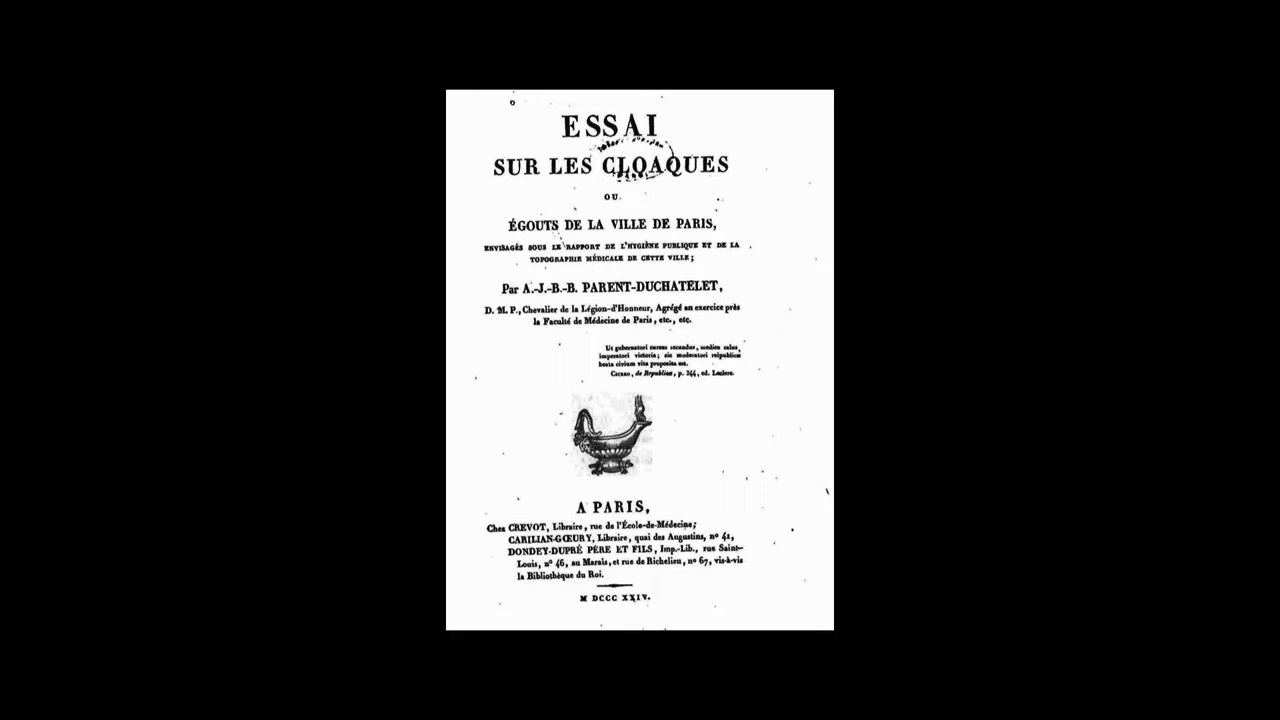 ESSAI
SUR LES CLOAQUES
OU
ÉGOUTS DE LA VILLE DE PARIS,
ENVISAGÉS SOUS LE RAPPORT DE L'HYGIÈNE PUBLIQUE ET DE LA
TOPOGRAPHIE MÉDICALE DE CETTE VILLE;
Par A.-J.-B.-B. PARENT-DUCHATELET,
D. M. P., Chevalier de la Légion-d'Honneur, Agrégé en exercice près
la Faculté de Médecine de Paris, etc., etc.
Ut gubernatori cursus secundus, medico salus,
imperatori victoria; sic moderatori reipublicæ
beata civium vita proposita est.
CICERO, de Republica, p. 344, ed. Leclerc.
A PARIS,
Chez CREVOT, Libraire, rue de l'École-de-Médecine;
CARILIAN-GŒURY, Libraire, quai des Augustins, nº 41,
DONDEY-DUPRÉ PÈRE ET FILS, Imp.-Lib., rue Saint-
Louis, nº 46, au Marais, et rue de Richelieu, nº 67, vis-à-vis
la Bibliothèque du Roi.
M DCCC XXIV.